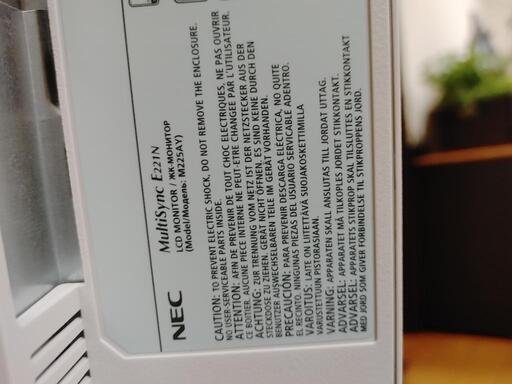 NEC
MultiSync E221N
LCD MONITOR / ЖК-МОНИТОР
(Model/Модель: M225AY)
CAUTION: TO PREVENT ELECTRIC SHOCK, DO NOT REMOVE THE ENCLOSURE.
NO USER-SERVICEABLE PARTS INSIDE.
ATTENTION: AFIN DE PREVENIR DE TOUT CHOC ELECTRIQUES, NE PAS OUVRIR
LE BOITIER. AUCUNE PIECE INTERNE NE PEUT-ETRE CHANGEE PAR L'UTILISATEUR.
ACHTUNG: ZUR TRENNUNG VOM NETZ IST DER NETZSTECKER AUS DER
STECKDOSE ZU ZIEHEN. GERÄT NICHT ÖFFNEN. ES SIND KEINE DURCH DEN
BENUTZER AUSWECHSELBAREN TEILE IM GERÄT VORHANDEN.
PRECAUCIÓN: PARA PREVENIR DESCARGA ELÉCTRICA, NO QUITE
EL RECINTO. NINGUNAS PIEZAS DEL USUARIO SERVICABLE ADENTRO.
VAROITUS: LAITE ON LIITETTÄVÄ SUOJAKOSKETTIMILLA
VARUSTETTUUN PISTORASIAAN.
VARNING: APPARATEN SKALL ANSLUTAS TILL JORDAT UTTAG.
ADVARSEL: APPARATET MÅ TILKOPLES JORDET STIKKONTAKT.
ADVARSEL: APPARATETS STIKPROP SKAL TILSLUTTES EN STIKKONTAKT
MED JORD SOM GIVER FORBINDELSE TIL STIKPROPPENS JORD.